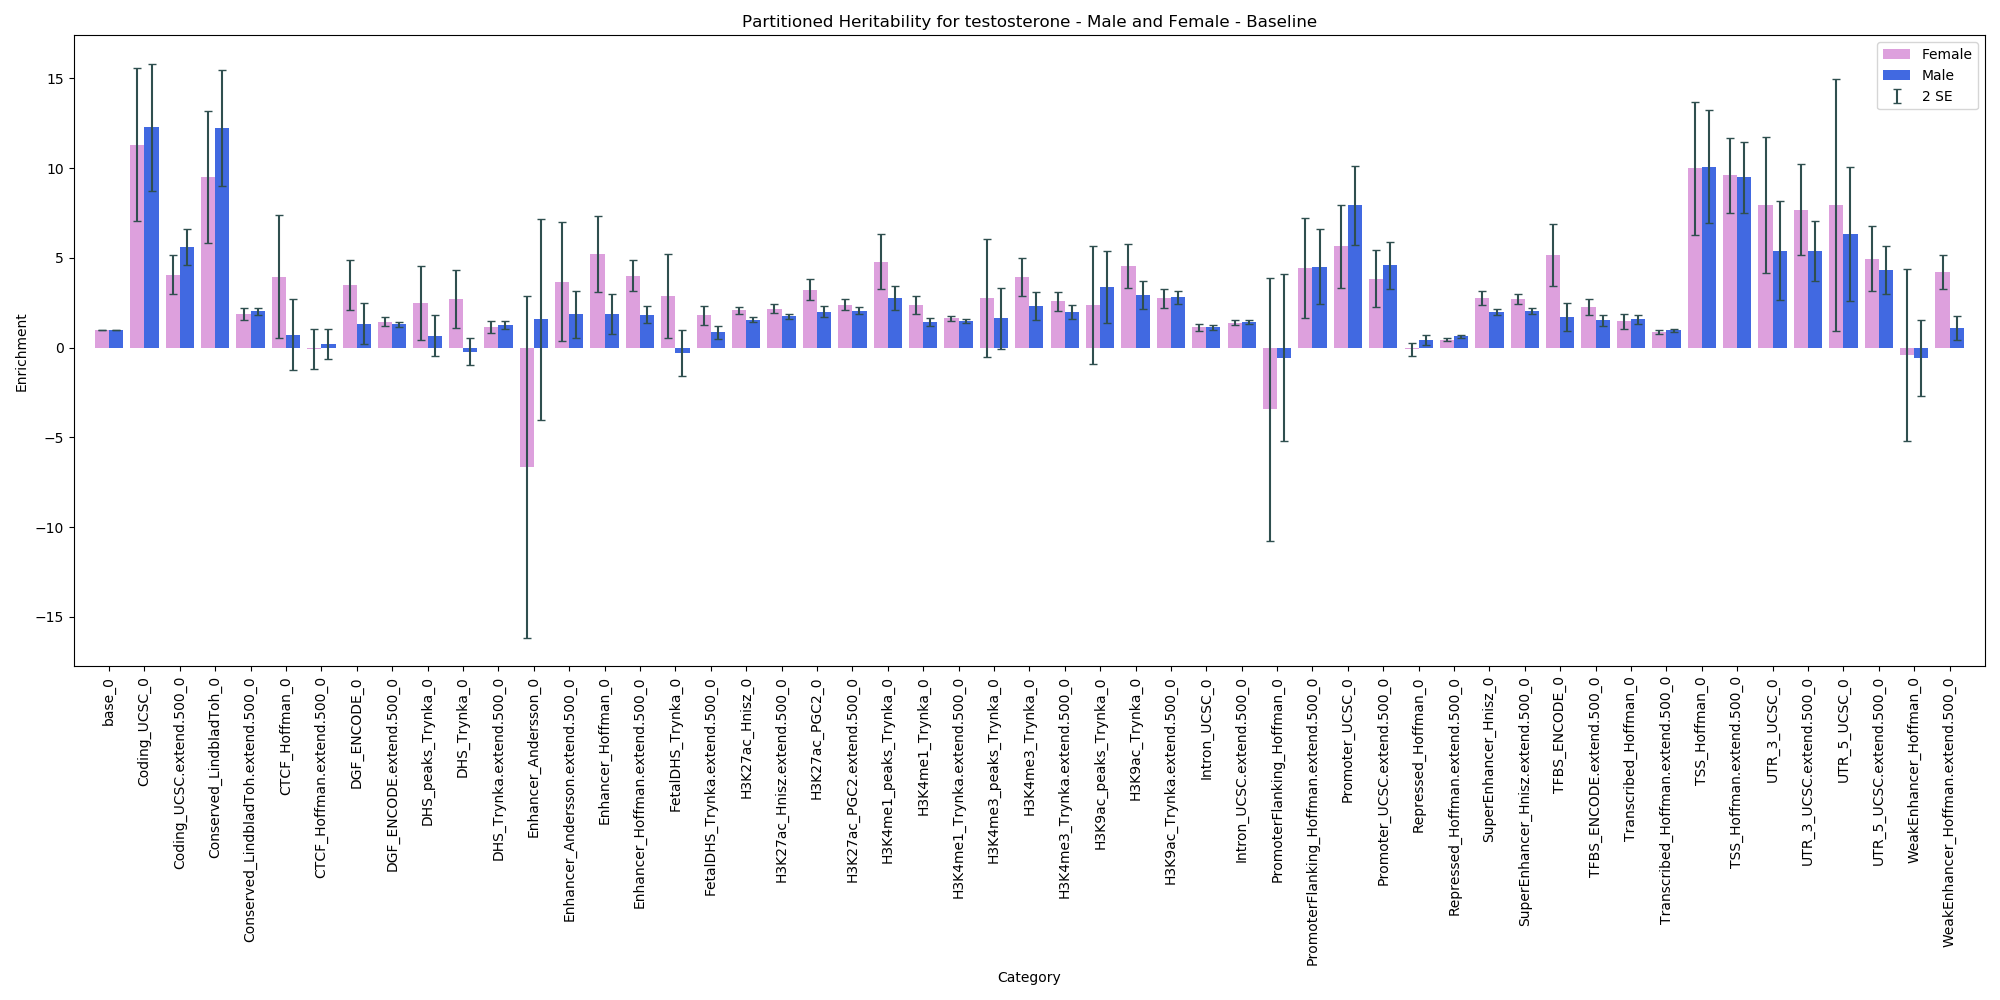 Partitioned Heritability for testosterone - Male and Female - Baseline
Female
Male
2 SE
Enrichment
15
10
5
0
−5
−10
−15
base_0
Coding_UCSC_0
Coding_UCSC.extend.500_0
Conserved_LindbladToh_0
Conserved_LindbladToh.extend.500_0
CTCF_Hoffman_0
CTCF_Hoffman.extend.500_0
DGF_ENCODE_0
DGF_ENCODE.extend.500_0
DHS_peaks_Trynka_0
DHS_Trynka_0
DHS_Trynka.extend.500_0
Enhancer_Andersson_0
Enhancer_Andersson.extend.500_0
Enhancer_Hoffman_0
Enhancer_Hoffman.extend.500_0
FetalDHS_Trynka_0
FetalDHS_Trynka.extend.500_0
H3K27ac_Hnisz_0
H3K27ac_Hnisz.extend.500_0
H3K27ac_PGC2_0
H3K27ac_PGC2.extend.500_0
H3K4me1_peaks_Trynka_0
H3K4me1_Trynka_0
H3K4me1_Trynka.extend.500_0
H3K4me3_peaks_Trynka_0
H3K4me3_Trynka_0
H3K4me3_Trynka.extend.500_0
H3K9ac_peaks_Trynka_0
H3K9ac_Trynka_0
H3K9ac_Trynka.extend.500_0
Intron_UCSC_0
Intron_UCSC.extend.500_0
PromoterFlanking_Hoffman_0
PromoterFlanking_Hoffman.extend.500_0
Promoter_UCSC_0
Promoter_UCSC.extend.500_0
Repressed_Hoffman_0
Repressed_Hoffman.extend.500_0
SuperEnhancer_Hnisz_0
SuperEnhancer_Hnisz.extend.500_0
TFBS_ENCODE_0
TFBS_ENCODE.extend.500_0
Transcribed_Hoffman_0
Transcribed_Hoffman.extend.500_0
TSS_Hoffman_0
TSS_Hoffman.extend.500_0
UTR_3_UCSC_0
UTR_3_UCSC.extend.500_0
UTR_5_UCSC_0
UTR_5_UCSC.extend.500_0
WeakEnhancer_Hoffman_0
WeakEnhancer_Hoffman.extend.500_0
Category